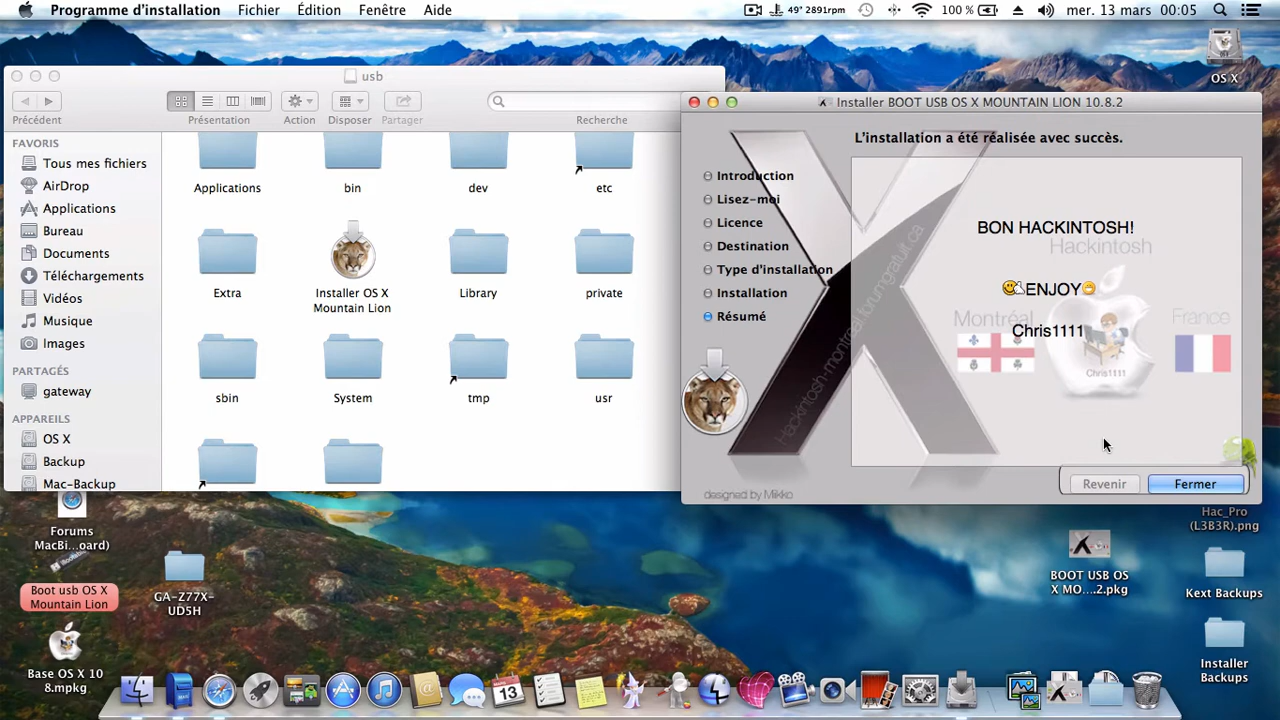 Programme d'installation Fichier Édition Fenêtre Aide
49° 2891rpm 100 % mer. 13 mars 00:05
OS X
usb
Précédent Présentation Action Disposer Partager Recherche
FAVORIS
Tous mes fichiers
AirDrop
Applications
Bureau
Documents
Téléchargements
Vidéos
Musique
Images
PARTAGÉS
gateway
APPAREILS
OS X
Backup
Mac-Backup
Applications bin dev etc
Extra Installer OS X Mountain Lion Library private
sbin System tmp usr
Installer BOOT USB OS X MOUNTAIN LION 10.8.2
L'installation a été réalisée avec succès.
Introduction
Lisez-moi
Licence
Destination
Type d'installation
Installation
Résumé
BON HACKINTOSH!
Hackintosh
ENJOY
Montréal France
Chris1111
Chris1111
Hackintosh-montreal.forumgratuit.ca
designed by Mikko
Revenir Fermer
Forums
MacBi...oard)
Boot usb OS X
Mountain Lion
GA-Z77X-
UD5H
Base OS X 10
8.mpkg
BOOT USB OS
X MO....2.pkg
Hac_Pro
(L3B3R).png
Kext Backups
Installer
Backups
13